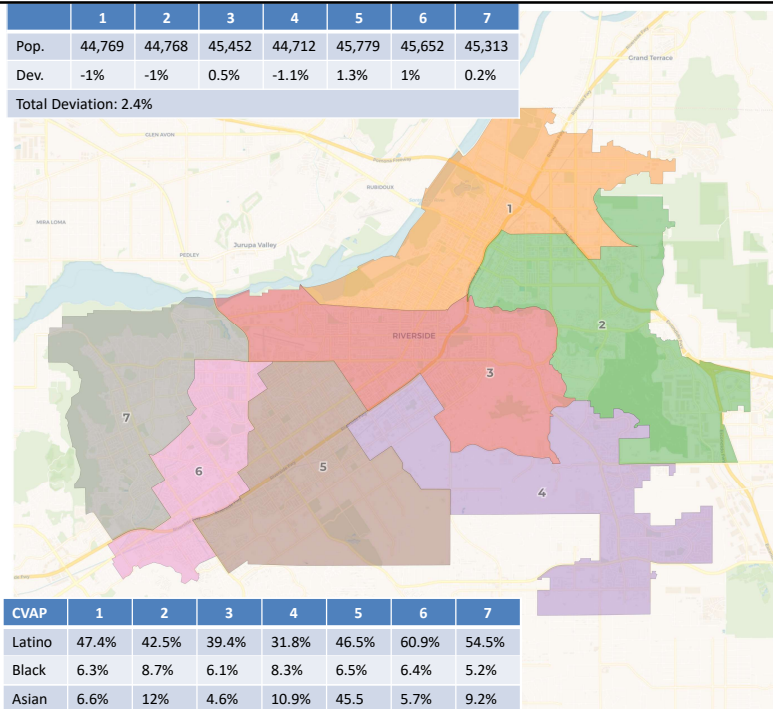 1 2 3 4 5 6 7
Pop. 44,769 44,768 45,452 44,712 45,779 45,652 45,313
Dev. -1% -1% 0.5% -1.1% 1.3% 1% 0.2%
Total Deviation: 2.4%
Grand Terrace
GLEN AVON
RUBIDOUX
1
MIRA LOMA
Jurupa Valley
PEDLEY
2
RIVERSIDE
3
7
6
5
4
CVAP 1 2 3 4 5 6 7
Latino 47.4% 42.5% 39.4% 31.8% 46.5% 60.9% 54.5%
Black 6.3% 8.7% 6.1% 8.3% 6.5% 6.4% 5.2%
Asian 6.6% 12% 4.6% 10.9% 45.5 5.7% 9.2%